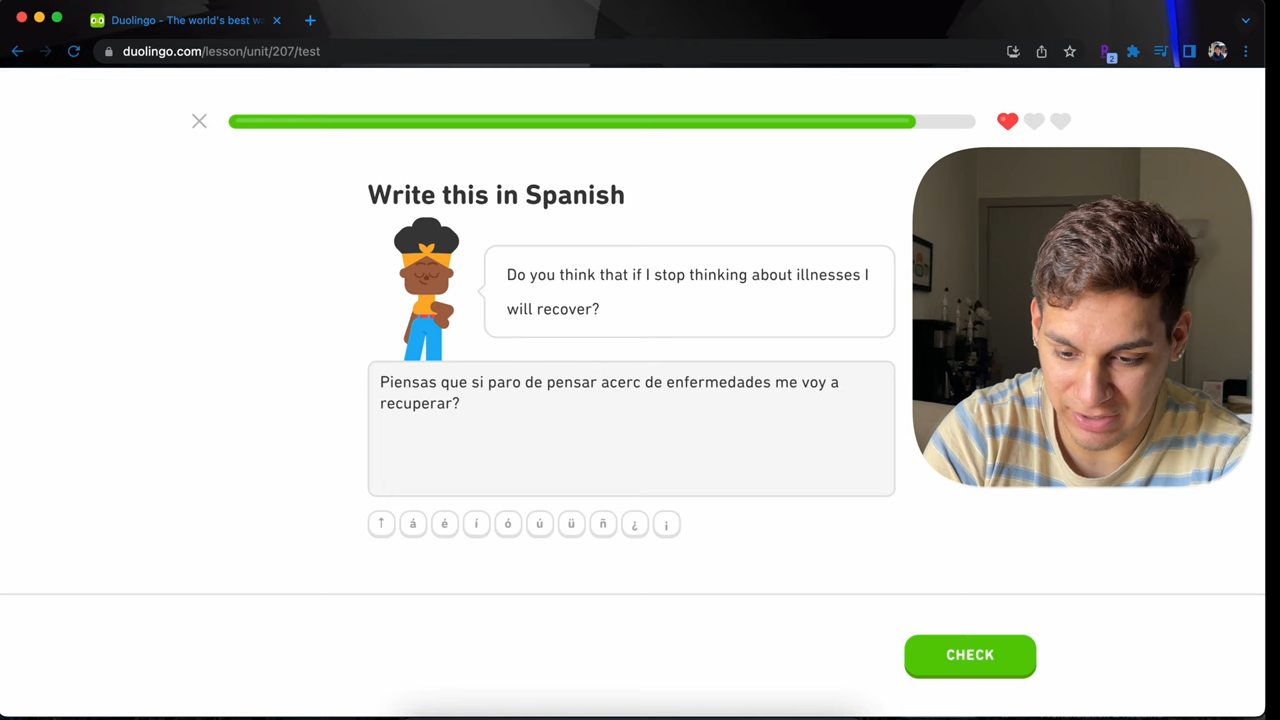 Duolingo - The world's best wa
duolingo.com/lesson/unit/207/test
2
Write this in Spanish
Do you think that if I stop thinking about illnesses I
will recover?
Piensas que si paro de pensar acerc de enfermedades me voy a
recuperar?
↑ á é í ó ú ü ñ ¿ ¡
CHECK